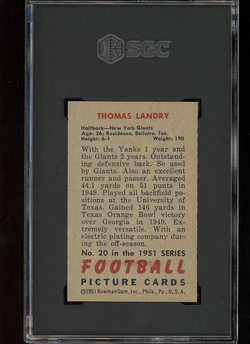 SGC
THOMAS LANDRY
Halfback—New York Giants
Age: 26; Residence, Bellaire, Tex.
Height: 6-1 Weight: 190
With the Yanks 1 year and
the Giants 2 years. Outstand-
ing defensive back. So used
by Giants. Also an excellent
runner and passer. Averaged
44.1 yards on 51 punts in
1949. Played all backfield po-
sitions at the University of
Texas. Gained 146 yards in
Texas Orange Bowl victory
over Georgia in 1949. Ex-
tremely versatile. With an
electric plating company dur-
ing the off-season.
No. 20 in the 1951 SERIES
FOOTBALL
PICTURE CARDS
©1951 Bowman Gum, Inc., Phila., Pa., U.S.A.